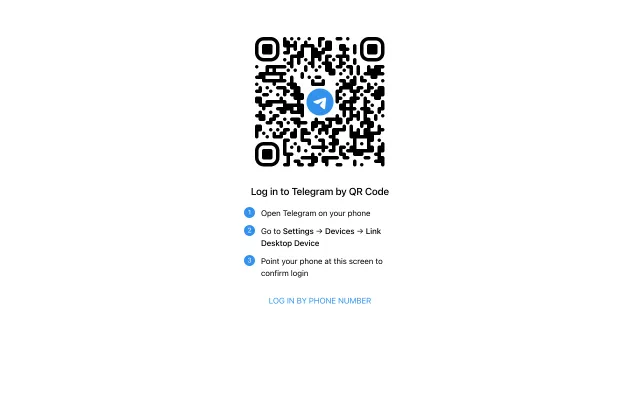 Log in to Telegram by QR Code
1 Open Telegram on your phone
2 Go to Settings → Devices → Link
Desktop Device
3 Point your phone at this screen to
confirm login
LOG IN BY PHONE NUMBER